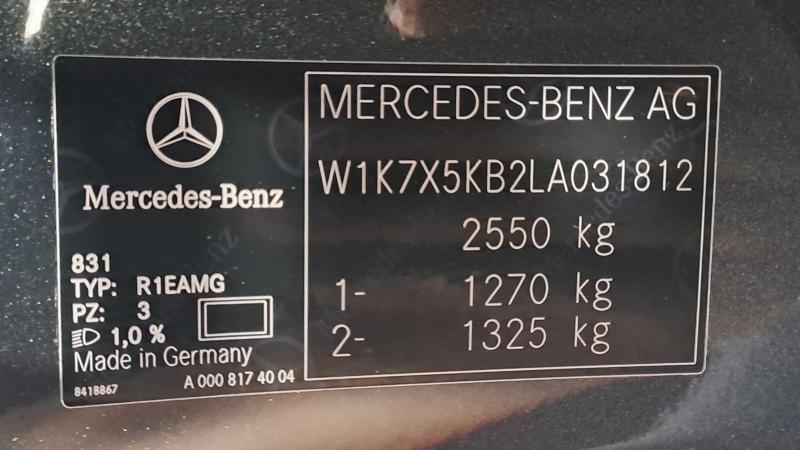 Mercedes-Benz
831
TYP: R1EAMG
PZ: 3
1,0 %
Made in Germany
8418867
A 000 817 40 04
MERCEDES-BENZ AG
W1K7X5KB2LA031812
2550 kg
1- 1270 kg
2- 1325 kg